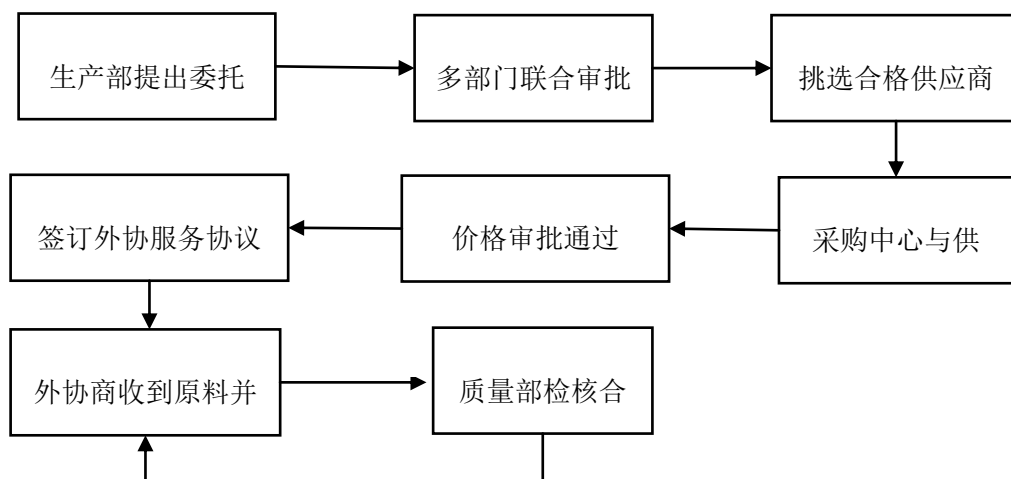 生产部提出委托
多部门联合审批
挑选合格供应商
签订外协服务协议
价格审批通过
采购中心与供
外协商收到原料并
质量部检核合